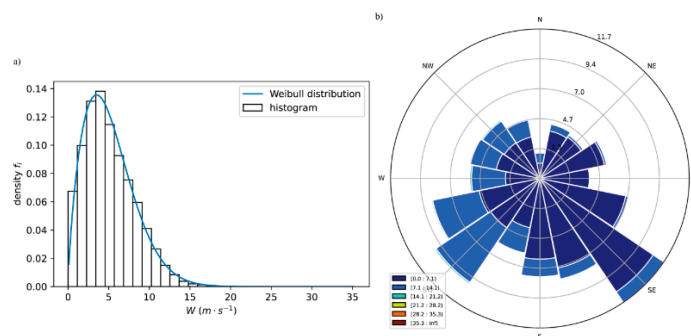 a)
0.14
0.12
0.10
0.08
0.06
0.04
0.02
0.00
density fᵢ
Weibull distribution
histogram
0 5 10 15 20 25 30 35
W (m · s⁻¹)
b)
N
11.7
9.4
7.0
4.7
NW
NE
W
SE
[0.0 : 7.1)
[7.1 : 14.1)
[14.1 : 21.2)
[21.2 : 28.2)
[28.2 : 35.3)
[35.3 : inf)